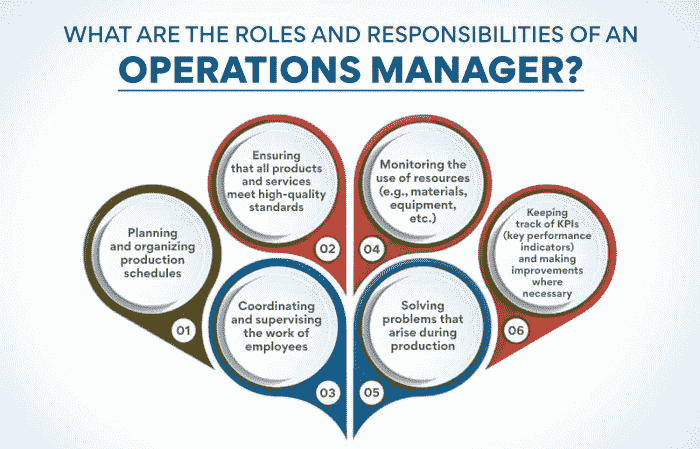 WHAT ARE THE ROLES AND RESPONSIBILITIES OF AN
OPERATIONS MANAGER?
Planning
and organizing
production
schedules
01
Ensuring
that all products
and services
meet high-quality
standards
02
Coordinating
and supervising
the work of
employees
03
Monitoring the
use of resources
(e.g., materials,
equipment,
etc.)
04
Solving
problems that
arise during
production
05
Keeping
track of KPIs
(key performance
indicators)
and making
improvements
where
necessary
06